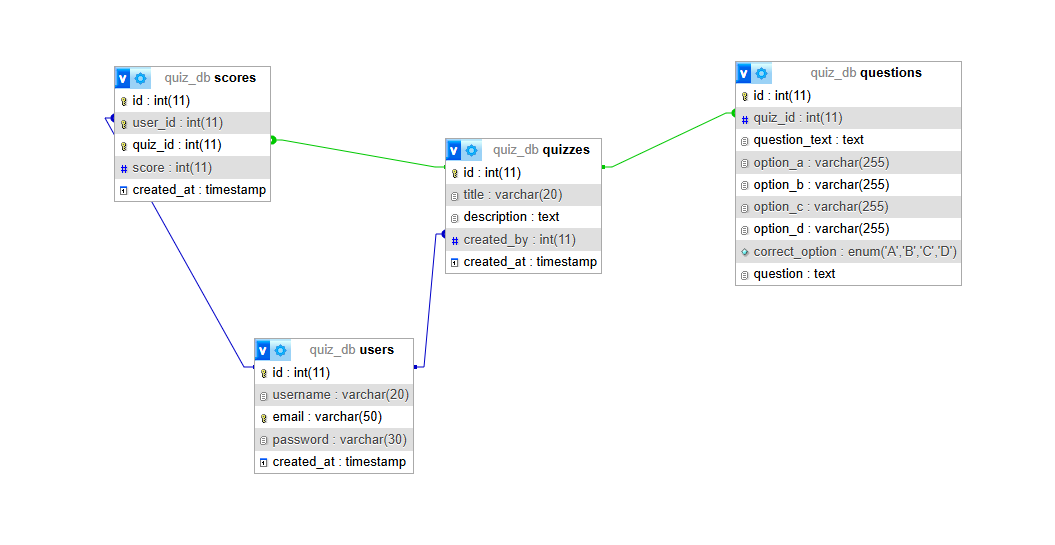 quiz_db scores
id : int(11)
user_id : int(11)
quiz_id : int(11)
score : int(11)
created_at : timestamp
quiz_db quizzes
id : int(11)
title : varchar(20)
description : text
created_by : int(11)
created_at : timestamp
quiz_db questions
id : int(11)
quiz_id : int(11)
question_text : text
option_a : varchar(255)
option_b : varchar(255)
option_c : varchar(255)
option_d : varchar(255)
correct_option : enum('A','B','C','D')
question : text
quiz_db users
id : int(11)
username : varchar(20)
email : varchar(50)
password : varchar(30)
created_at : timestamp